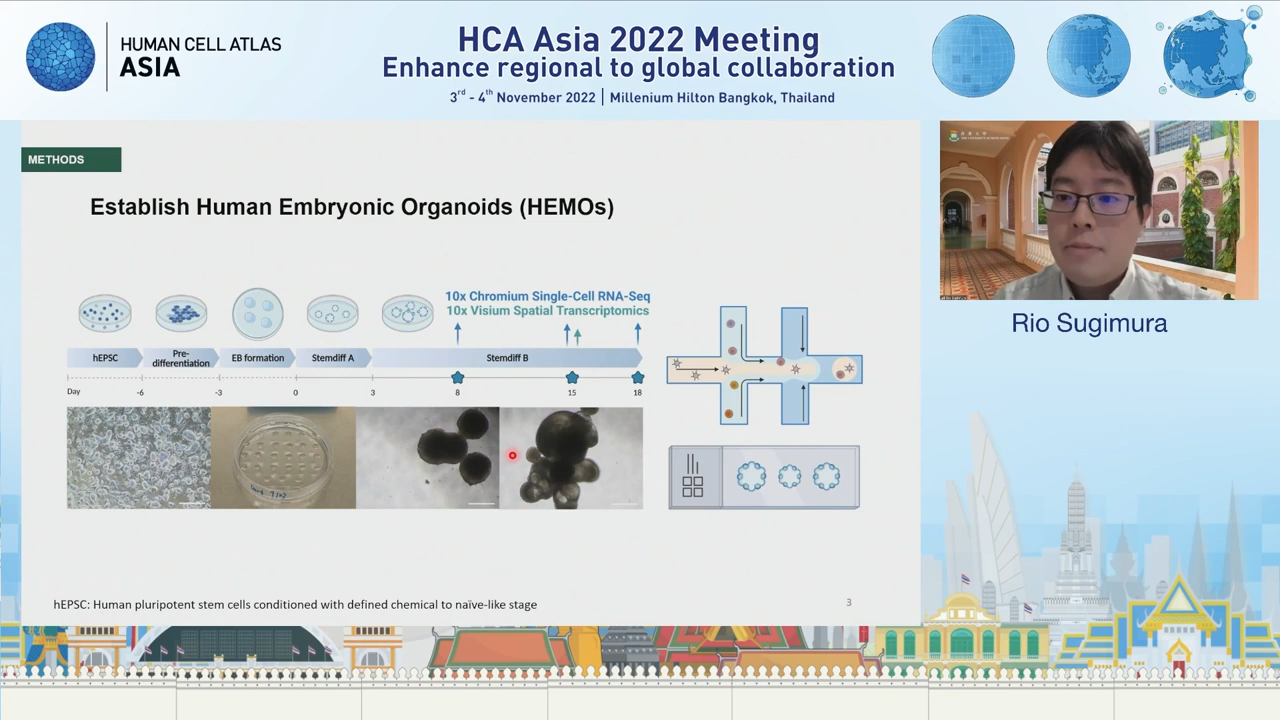 HUMAN CELL ATLAS
ASIA
HCA Asia 2022 Meeting
Enhance regional to global collaboration
3rd - 4th November 2022 | Millenium Hilton Bangkok, Thailand
METHODS
Establish Human Embryonic Organoids (HEMOs)
10x Chromium Single-Cell RNA-Seq
10x Visium Spatial Transcriptomics
hEPSC
Pre-
differentiation
EB formation
Stemdiff A
Stemdiff B
Day
-6
-3
0
3
8
15
18
Rio Sugimura
hEPSC: Human pluripotent stem cells conditioned with defined chemical to naïve-like stage
3